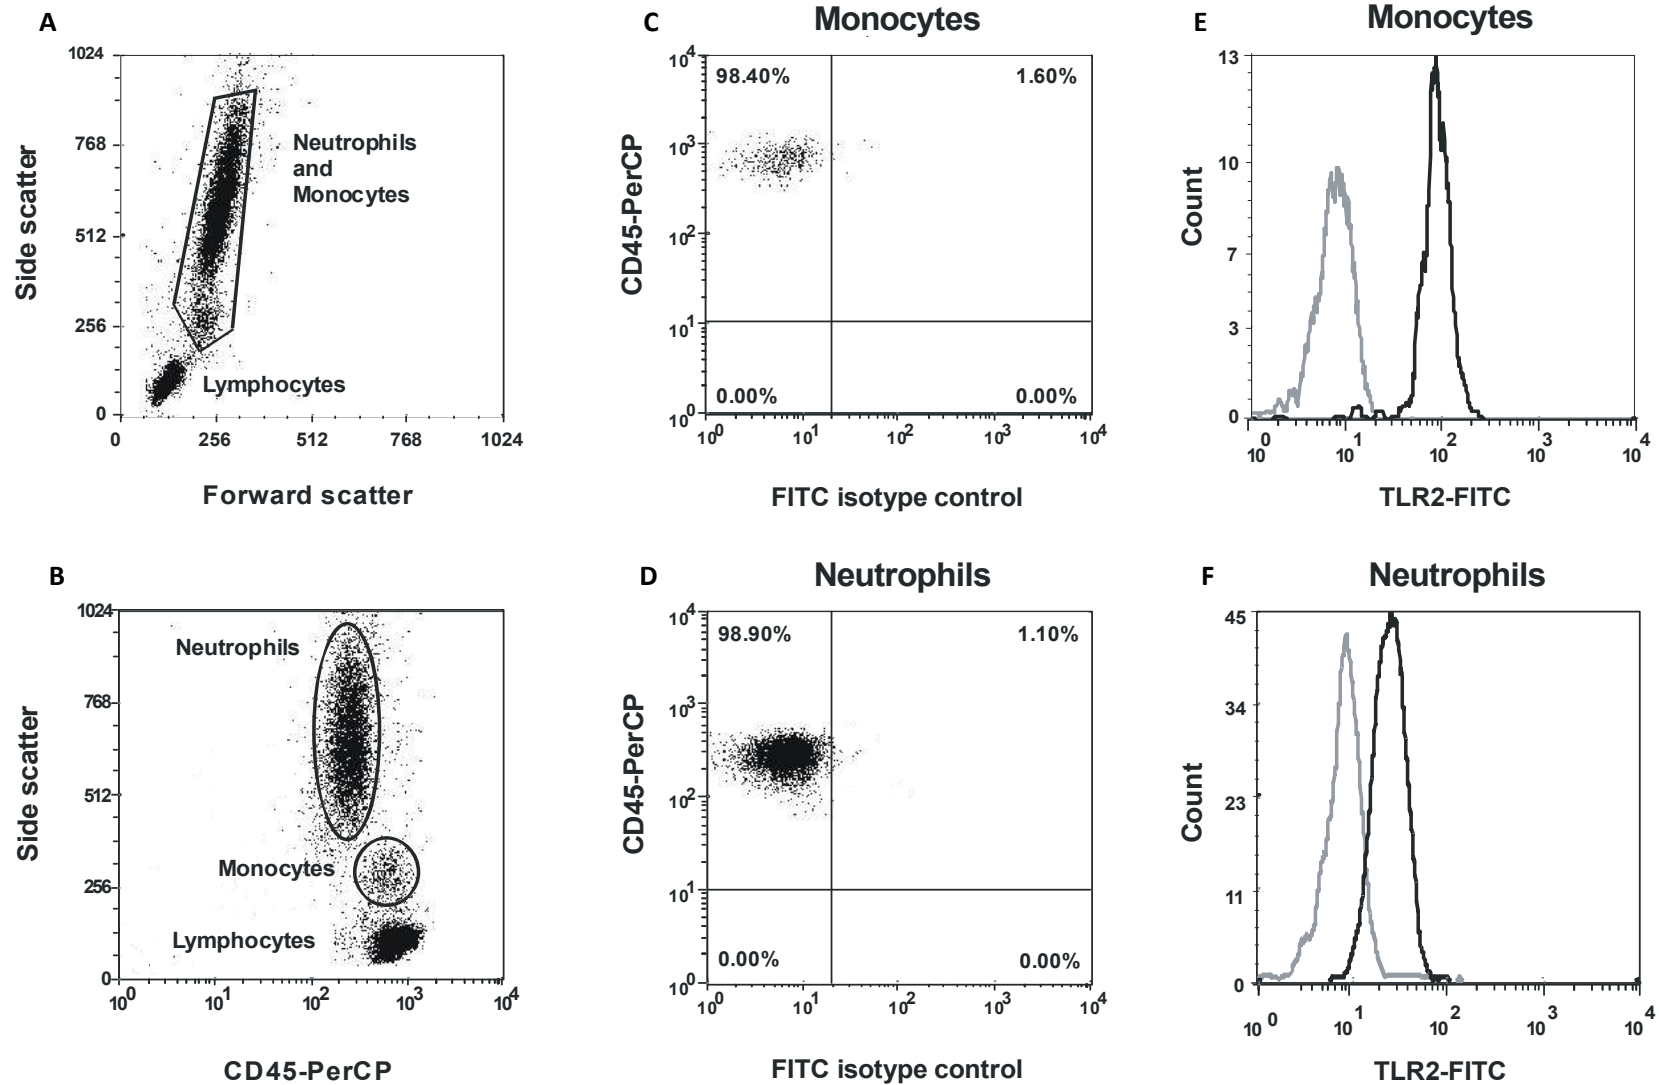 A
1024
768
512
256
0
Side scatter
Neutrophils
and
Monocytes
Lymphocytes
0
256
512
768
1024
Forward scatter
C
Monocytes
98.40%
1.60%
CD45-PerCP
10^4
10^3
10^2
10^1
10^0
0.00%
0.00%
10^0
10^1
10^2
10^3
10^4
FITC isotype control
E
Monocytes
13
10
7
3
0
Count
10^0
10^1
10^2
10^3
10^4
TLR2-FITC
B
1024
768
512
256
0
Side scatter
Neutrophils
Monocytes
Lymphocytes
10^0
10^1
10^2
10^3
10^4
CD45-PerCP
D
Neutrophils
98.90%
1.10%
CD45-PerCP
10^4
10^3
10^2
10^1
10^0
0.00%
0.00%
10^0
10^1
10^2
10^3
10^4
FITC isotype control
F
Neutrophils
45
34
23
11
0
Count
10^0
10^1
10^2
10^3
10^4
TLR2-FITC